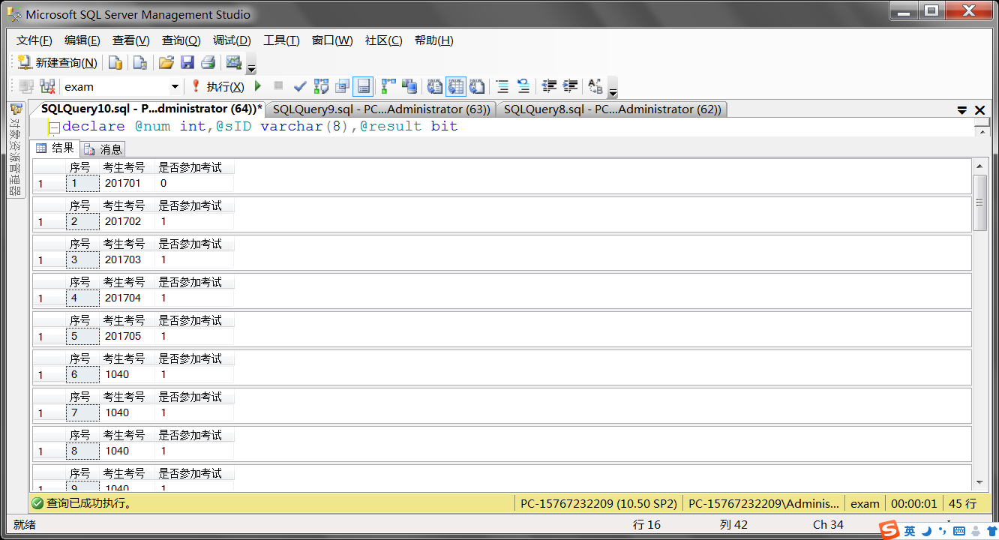 Microsoft SQL Server Management Studio
文件(F) 编辑(E) 查看(V) 查询(Q) 调试(D) 工具(T) 窗口(W) 社区(C) 帮助(H)
新建查询(N)
exam 执行(X)
SQLQuery10.sql - P...dministrator (64))* SQLQuery9.sql - PC...Administrator (63)) SQLQuery8.sql - PC...Administrator (62))
对象资源管理器
declare @num int,@sID varchar(8),@result bit
结果 消息
序号 考生考号 是否参加考试
1 1 201701 0
序号 考生考号 是否参加考试
1 2 201702 1
序号 考生考号 是否参加考试
1 3 201703 1
序号 考生考号 是否参加考试
1 4 201704 1
序号 考生考号 是否参加考试
1 5 201705 1
序号 考生考号 是否参加考试
1 6 1040 1
序号 考生考号 是否参加考试
1 7 1040 1
序号 考生考号 是否参加考试
1 8 1040 1
序号 考生考号 是否参加考试
1 9 1040 1
查询已成功执行。 PC-15767232209 (10.50 SP2) PC-15767232209\Adminis... exam 00:00:01 45 行
就绪 行 16 列 42 Ch 34
S 英